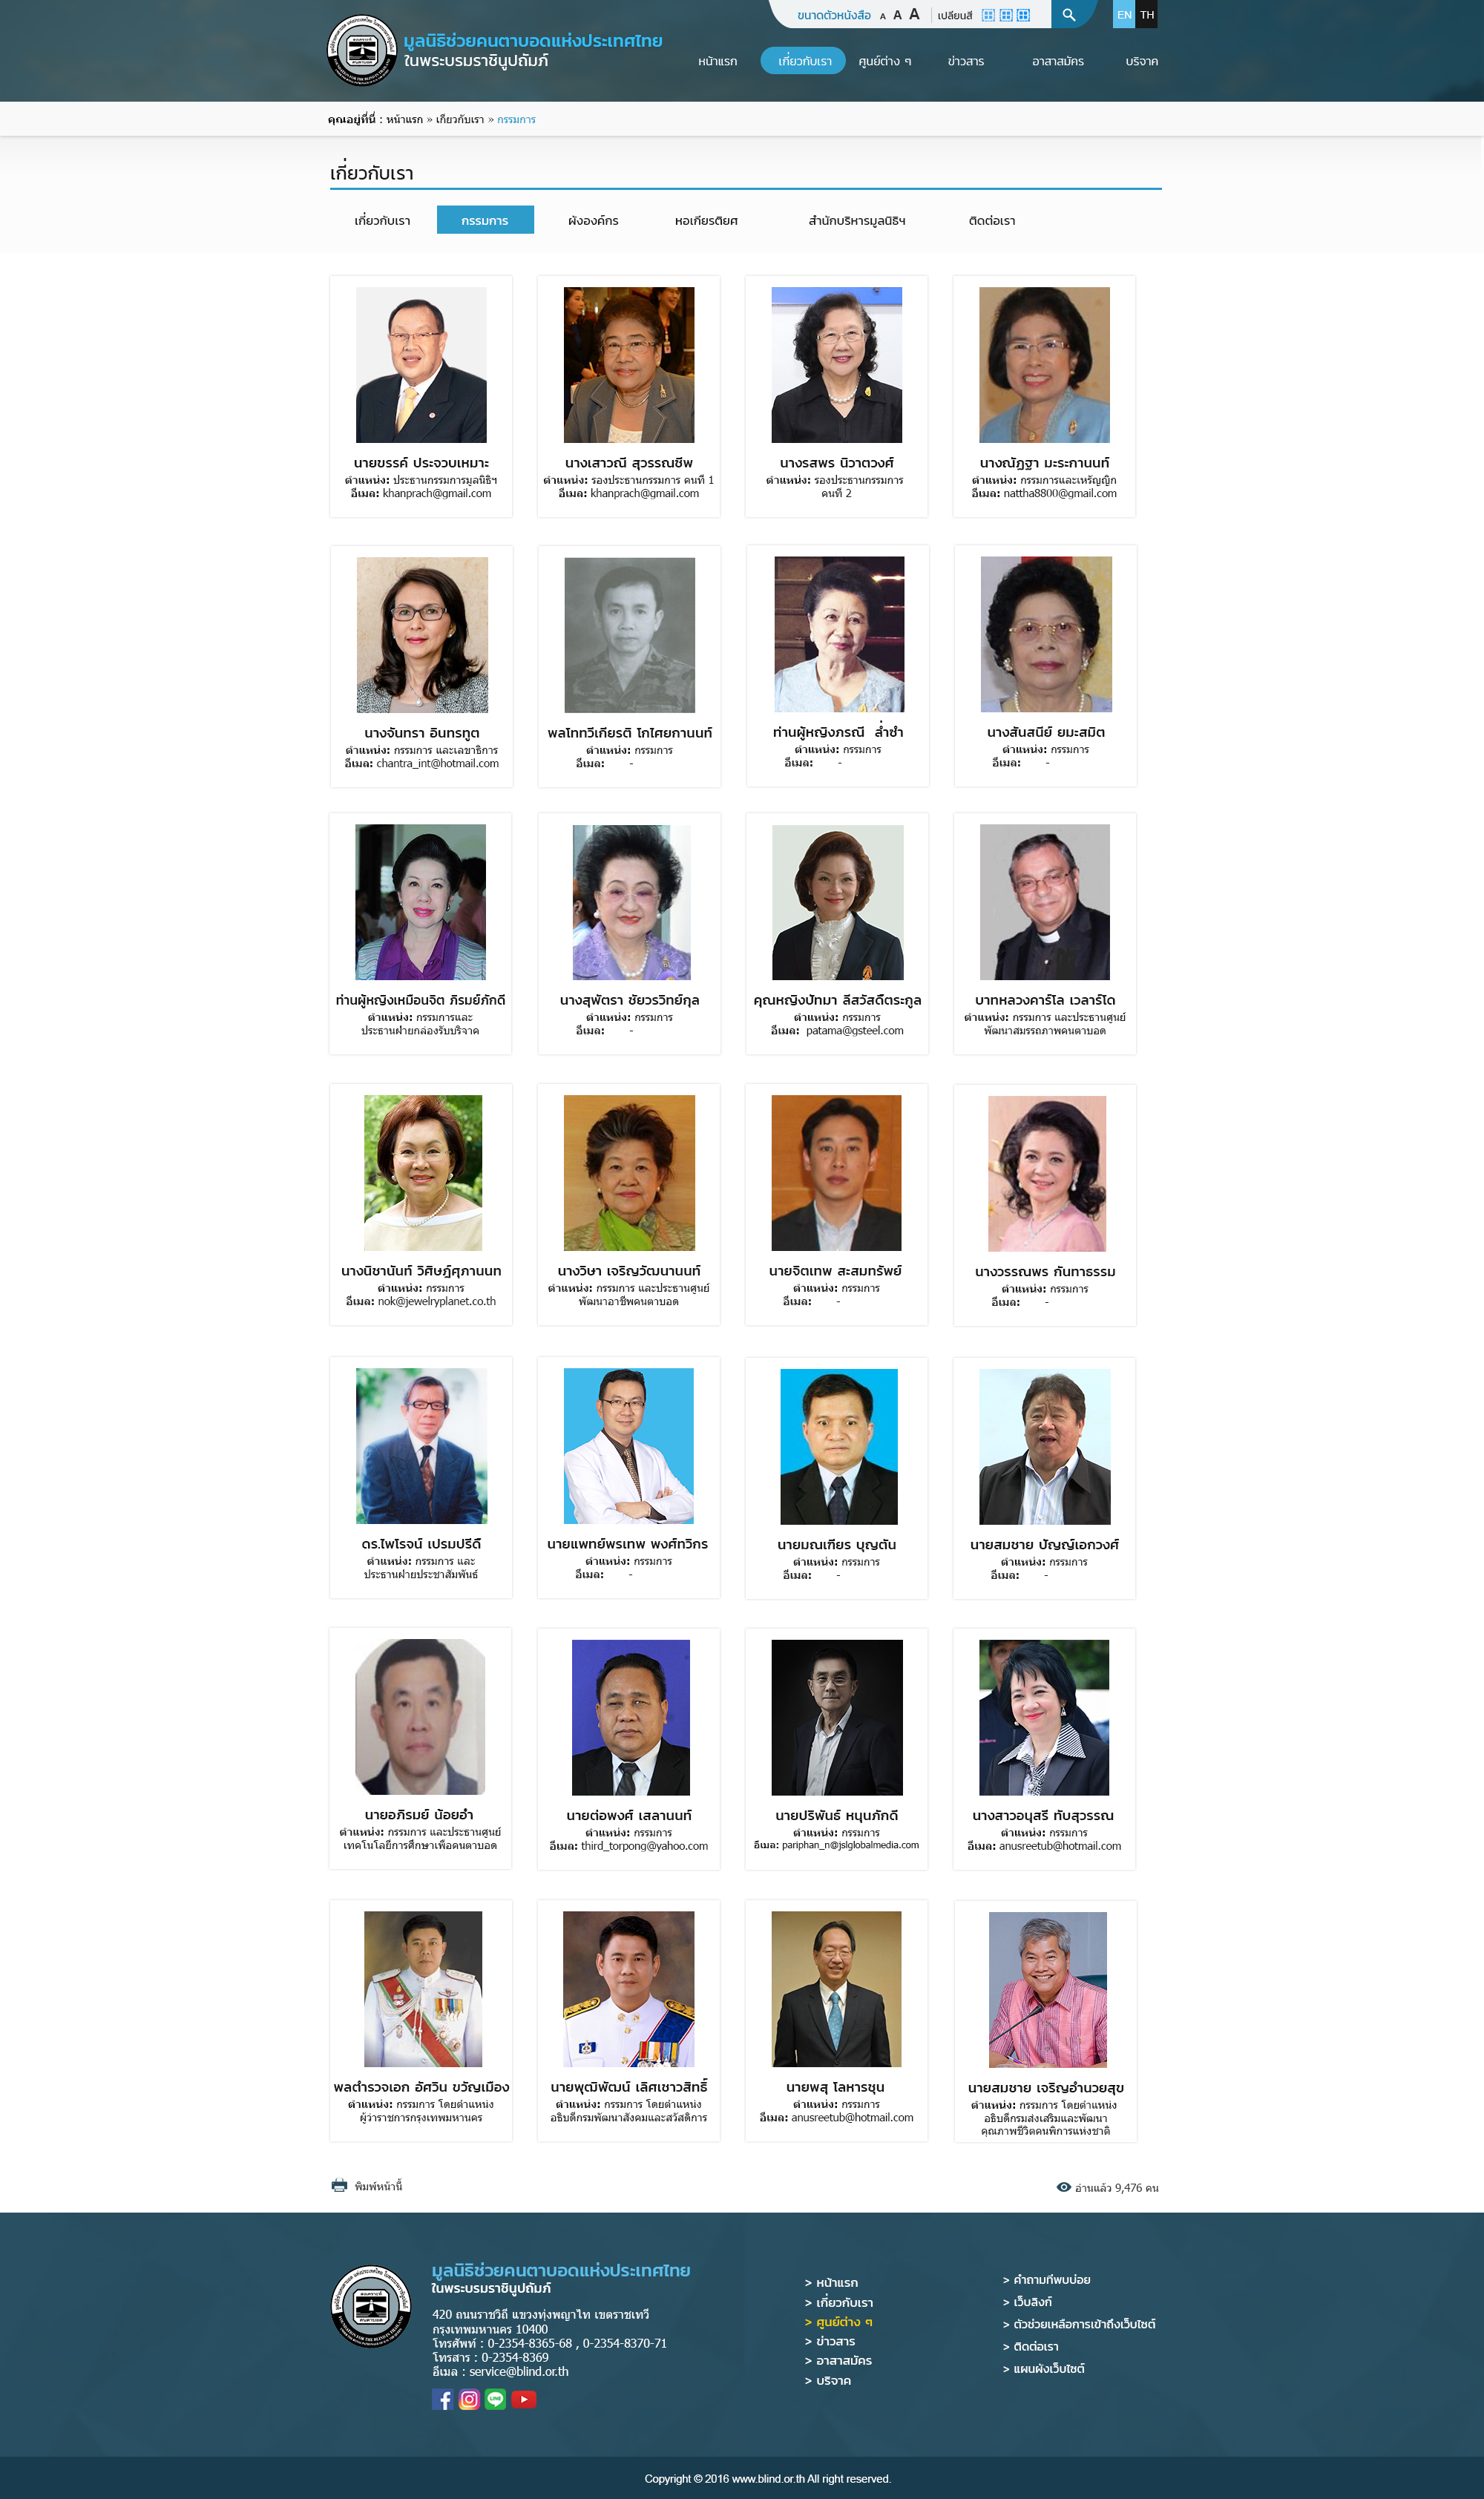 ขนาดตัวหนังสือ A A A เปลี่ยนสี EN TH
มูลนิธิช่วยคนตาบอดแห่งประเทศไทย
ในพระบรมราชินูปถัมภ์
หน้าแรก เกี่ยวกับเรา ศูนย์ต่าง ๆ ข่าวสาร อาสาสมัคร บริจาค
คุณอยู่ที่นี่ : หน้าแรก » เกี่ยวกับเรา » กรรมการ
เกี่ยวกับเรา
เกี่ยวกับเรา กรรมการ ผังองค์กร หอเกียรติยศ สำนักบริหารมูลนิธิฯ ติดต่อเรา
นายขรรค์ ประจวบเหมาะ
ตำแหน่ง: ประธานกรรมการมูลนิธิฯ
อีเมล: khanprach@gmail.com
นางเสาวณี สุวรรณชีพ
ตำแหน่ง: รองประธานกรรมการ คนที่ 1
อีเมล: khanprach@gmail.com
นางรสพร นิวาตวงศ์
ตำแหน่ง: รองประธานกรรมการ
คนที่ 2
นางณัฏฐา มะระกานนท์
ตำแหน่ง: กรรมการและเหรัญญิก
อีเมล: nattha8800@gmail.com
นางจันทรา อินทรทูต
ตำแหน่ง: กรรมการ และเลขาธิการ
อีเมล: chantra_int@hotmail.com
พลโททวีเกียรติ โกไศยกานนท์
ตำแหน่ง: กรรมการ
อีเมล: -
ท่านผู้หญิงภรณี ล่ำซำ
ตำแหน่ง: กรรมการ
อีเมล: -
นางสันสนีย์ ยมะสมิต
ตำแหน่ง: กรรมการ
อีเมล: -
ท่านผู้หญิงเหมือนจิต ภิรมย์ภักดี
ตำแหน่ง: กรรมการและ
ประธานฝ่ายกล่องรับบริจาค
นางสุพัตรา ชัยวรวิทย์กุล
ตำแหน่ง: กรรมการ
อีเมล: -
คุณหญิงปัทมา ลีสวัสดิ์ตระกูล
ตำแหน่ง: กรรมการ
อีเมล: patama@gsteel.com
บาทหลวงคาร์โล เวลาร์โด
ตำแหน่ง: กรรมการ และประธานศูนย์
พัฒนาสมรรถภาพคนตาบอด
นางนิชานันท์ วิศิษฎ์ศุภานนท
ตำแหน่ง: กรรมการ
อีเมล: nok@jewelryplanet.co.th
นางวิษา เจริญวัฒนานนท์
ตำแหน่ง: กรรมการ และประธานศูนย์
พัฒนาอาชีพคนตาบอด
นายจิตเทพ สะสมทรัพย์
ตำแหน่ง: กรรมการ
อีเมล: -
นางวรรณพร กันทาธรรม
ตำแหน่ง: กรรมการ
อีเมล: -
ดร.ไพโรจน์ เปรมปรีดิ์
ตำแหน่ง: กรรมการ และ
ประธานฝ่ายประชาสัมพันธ์
นายแพทย์พรเทพ พงศ์ทวิกร
ตำแหน่ง: กรรมการ
อีเมล: -
นายมณเฑียร บุญตัน
ตำแหน่ง: กรรมการ
อีเมล: -
นายสมชาย ปัญญ์เอกวงศ์
ตำแหน่ง: กรรมการ
อีเมล: -
นายอภิรมย์ น้อยอ่ำ
ตำแหน่ง: กรรมการ และประธานศูนย์
เทคโนโลยีการศึกษาเพื่อคนตาบอด
นายต่อพงศ์ เสลานนท์
ตำแหน่ง: กรรมการ
อีเมล: third_torpong@yahoo.com
นายปริพันธ์ หนุนภักดี
ตำแหน่ง: กรรมการ
อีเมล: pariphan_n@jslglobalmedia.com
นางสาวอนุสรี ทับสุวรรณ
ตำแหน่ง: กรรมการ
อีเมล: anusreetub@hotmail.com
พลตำรวจเอก อัศวิน ขวัญเมือง
ตำแหน่ง: กรรมการ โดยตำแหน่ง
ผู้ว่าราชการกรุงเทพมหานคร
นายพุฒิพัฒน์ เลิศเชาวสิทธิ์
ตำแหน่ง: กรรมการ โดยตำแหน่ง
อธิบดีกรมพัฒนาสังคมและสวัสดิการ
นายพสุ โลหารชุน
ตำแหน่ง: กรรมการ
อีเมล: anusreetub@hotmail.com
นายสมชาย เจริญอำนวยสุข
ตำแหน่ง: กรรมการ โดยตำแหน่ง
อธิบดีกรมส่งเสริมและพัฒนา
คุณภาพชีวิตคนพิการแห่งชาติ
พิมพ์หน้านี้ อ่านแล้ว 9,476 คน
มูลนิธิช่วยคนตาบอดแห่งประเทศไทย
ในพระบรมราชินูปถัมภ์
420 ถนนราชวิถี แขวงทุ่งพญาไท เขตราชเทวี
กรุงเทพมหานคร 10400
โทรศัพท์ : 0-2354-8365-68 , 0-2354-8370-71
โทรสาร : 0-2354-8369
อีเมล : service@blind.or.th
> หน้าแรก
> เกี่ยวกับเรา
> ศูนย์ต่าง ๆ
> ข่าวสาร
> อาสาสมัคร
> บริจาค
> คำถามที่พบบ่อย
> เว็บลิงก์
> ตัวช่วยเหลือการเข้าถึงเว็บไซต์
> ติดต่อเรา
> แผนผังเว็บไซต์
Copyright © 2016 www.blind.or.th All right reserved.